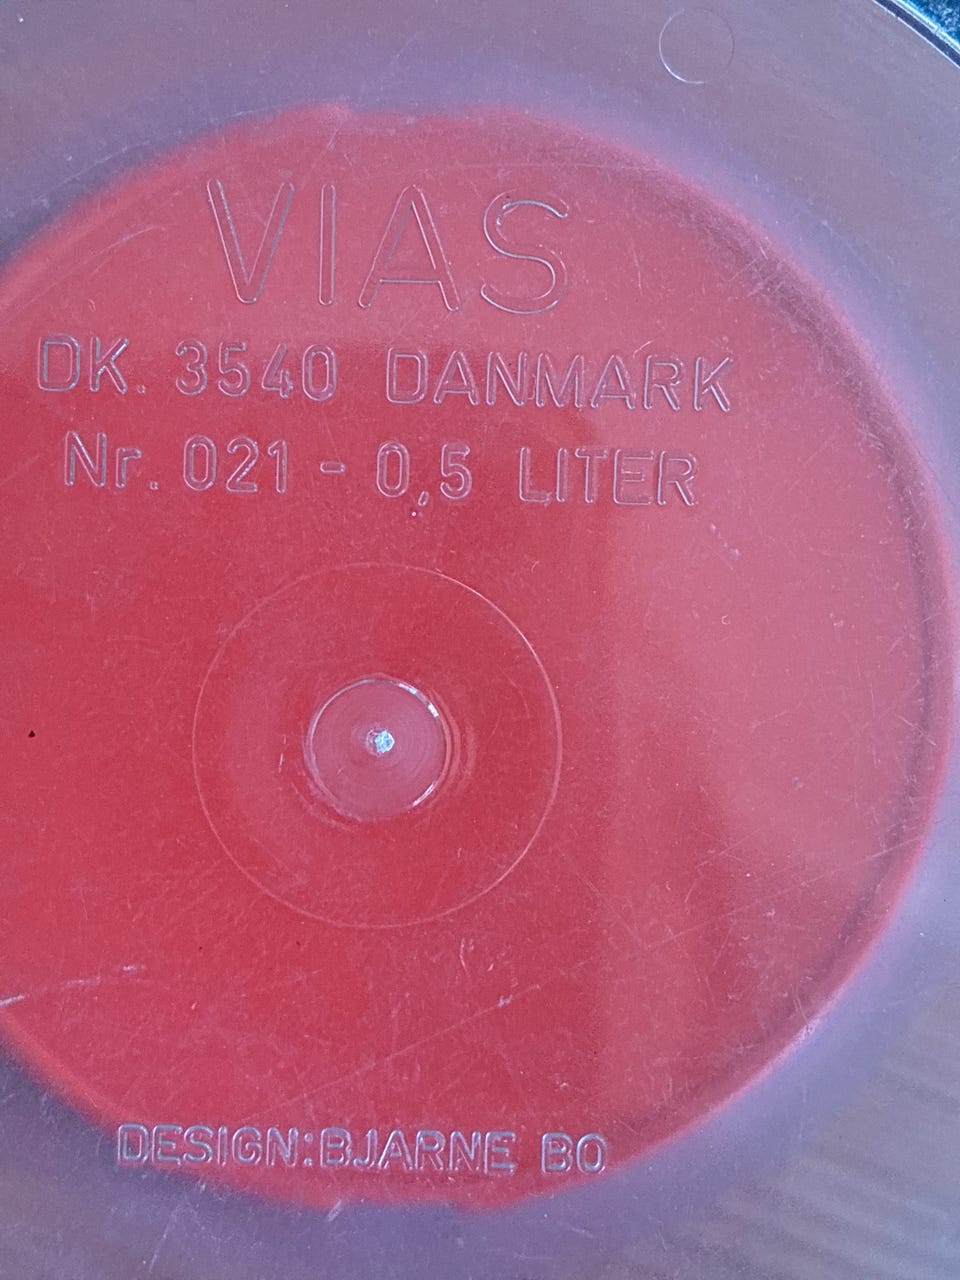 VIAS
DK. 3540 DANMARK
Nr. 021 - 0,5 LITER
DESIGN:BJARNE BO